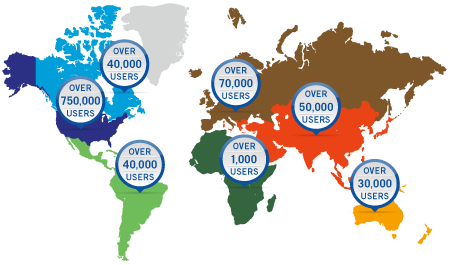 OVER
40,000
USERS
OVER
750,000
USERS
OVER
70,000
USERS
OVER
50,000
USERS
OVER
40,000
USERS
OVER
1,000
USERS
OVER
30,000
USERS